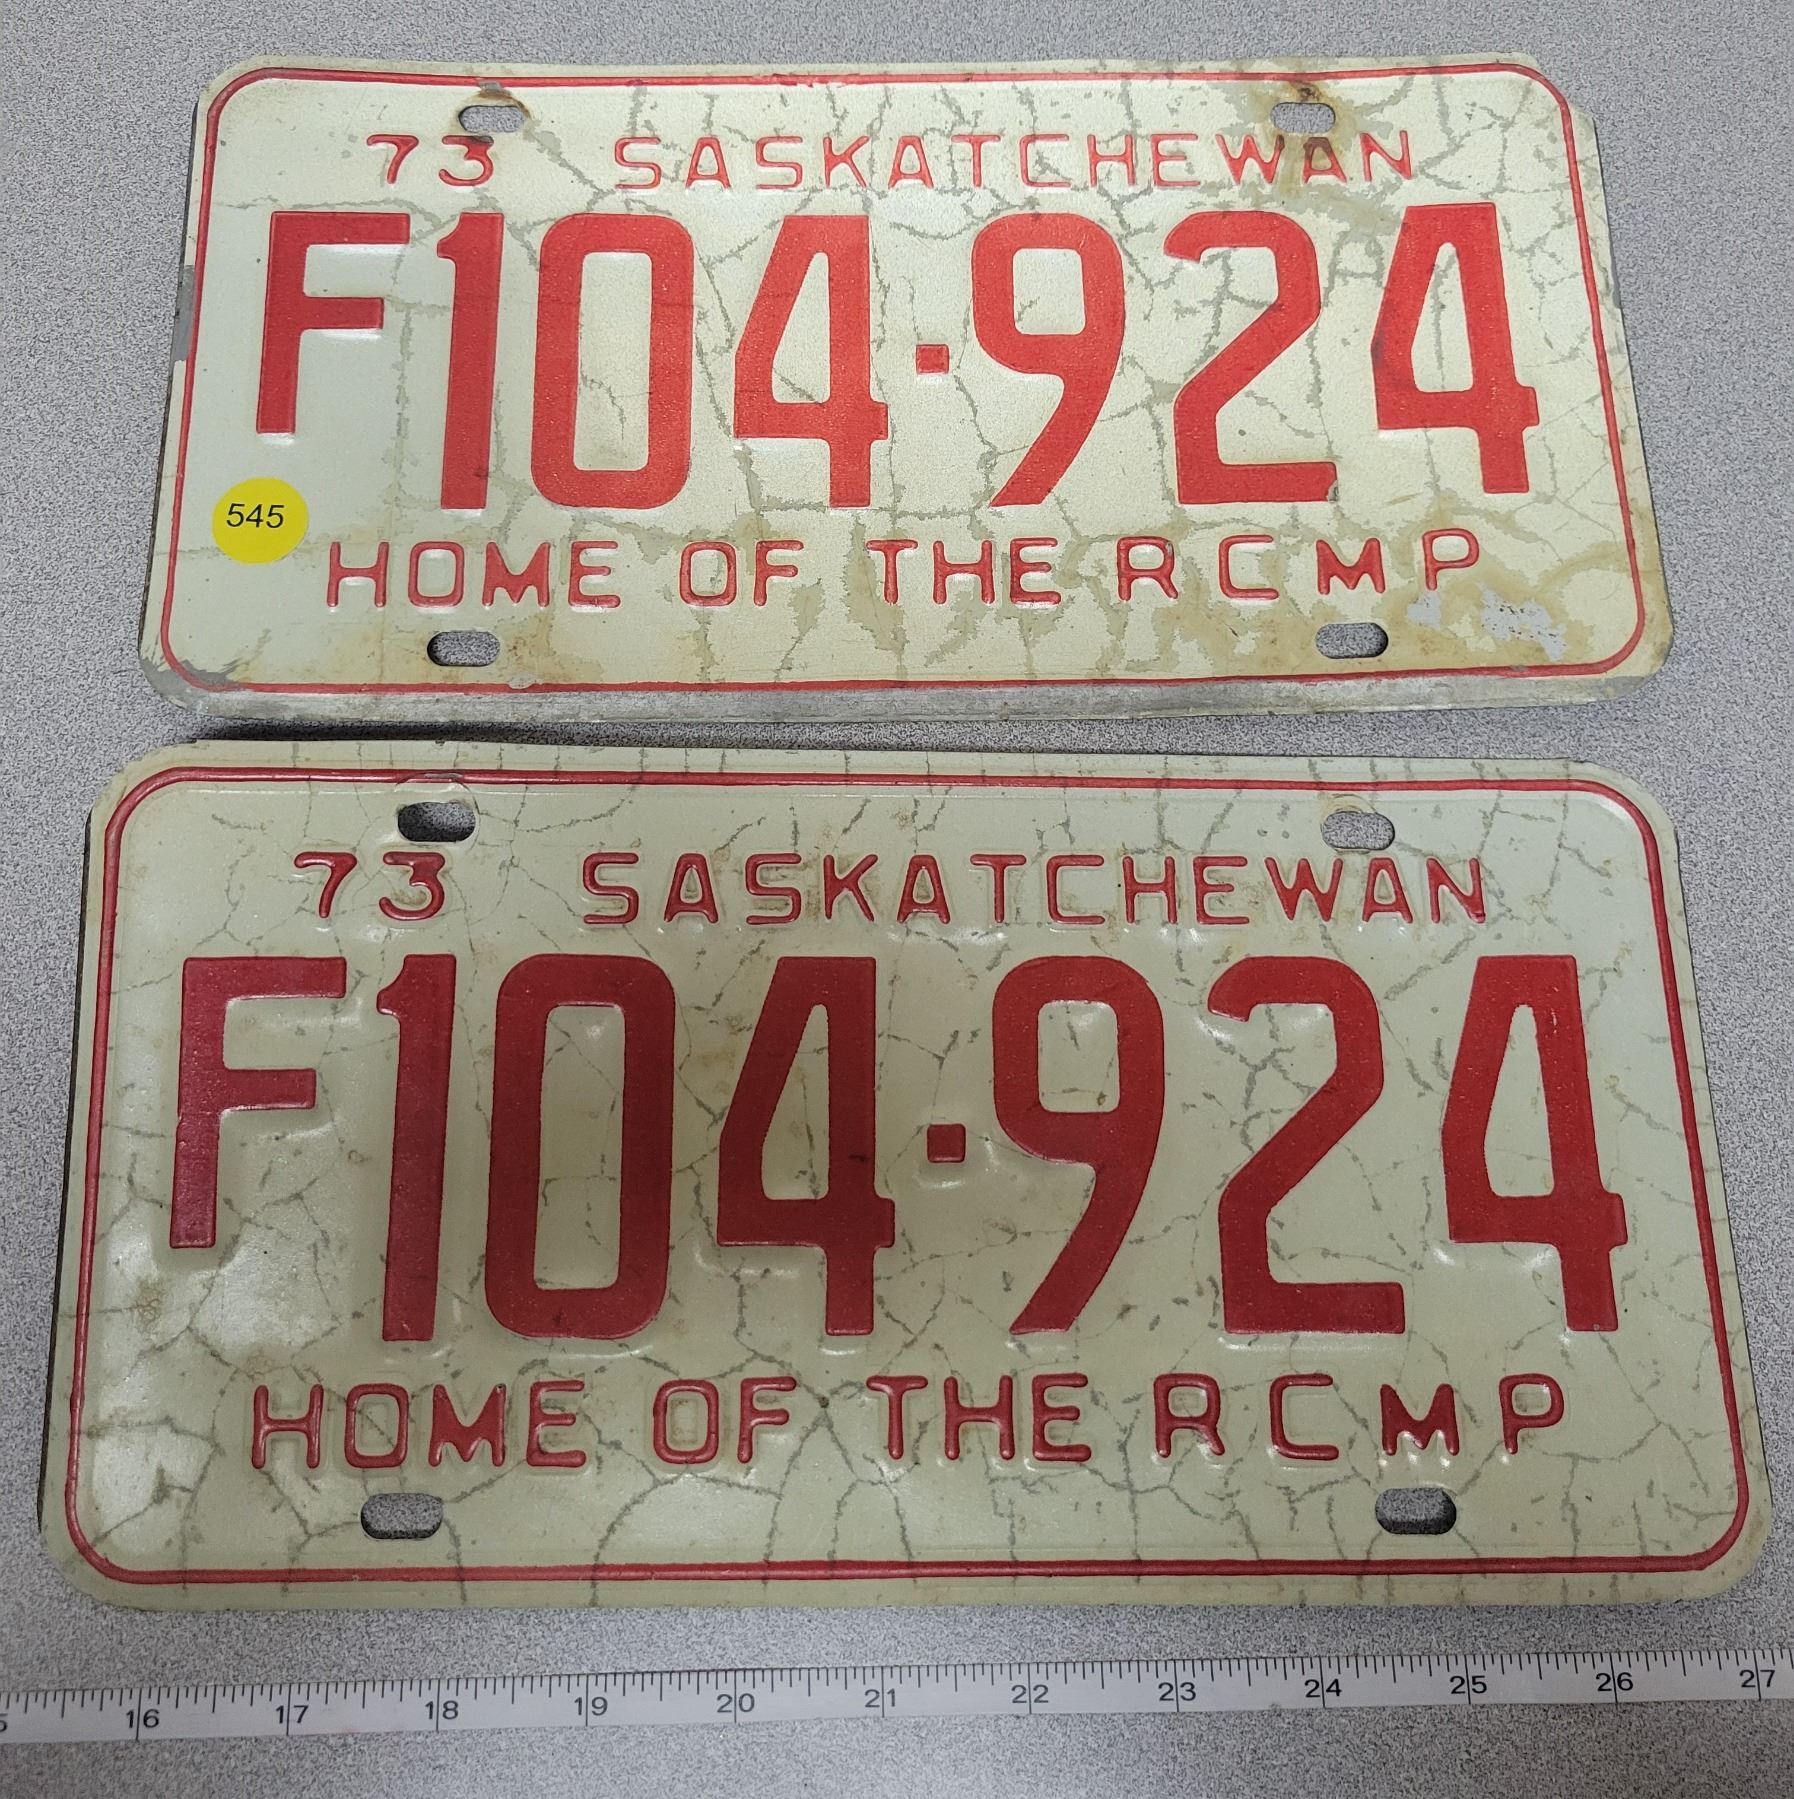 73 SASKATCHEWAN
F104·924
545
HOME OF THE RCMP
73 SASKATCHEWAN
F104·924
HOME OF THE RCMP
5 16 17 18 19 20 21 22 23 24 25 26 27